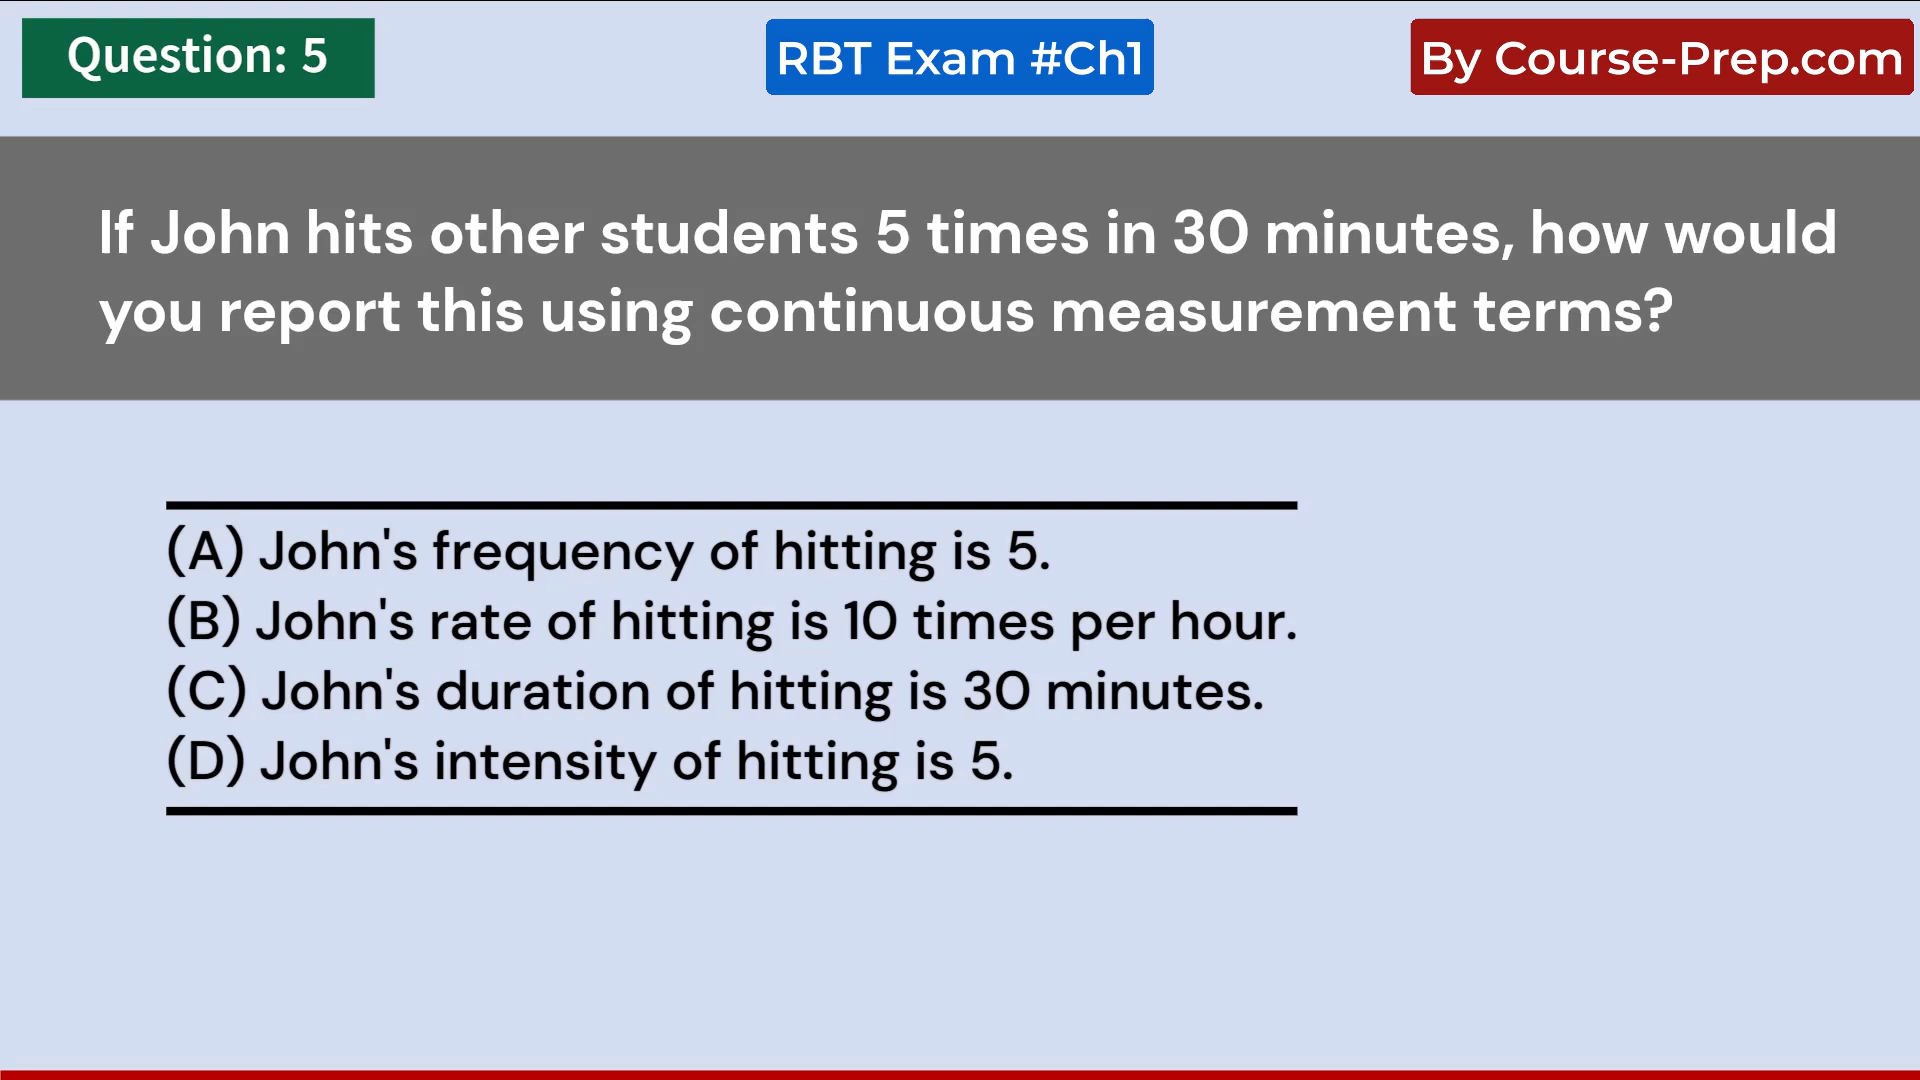 Question: 5
RBT Exam #Ch1
By Course-Prep.com
If John hits other students 5 times in 30 minutes, how would
you report this using continuous measurement terms?
(A) John's frequency of hitting is 5.
(B) John's rate of hitting is 10 times per hour.
(C) John's duration of hitting is 30 minutes.
(D) John's intensity of hitting is 5.